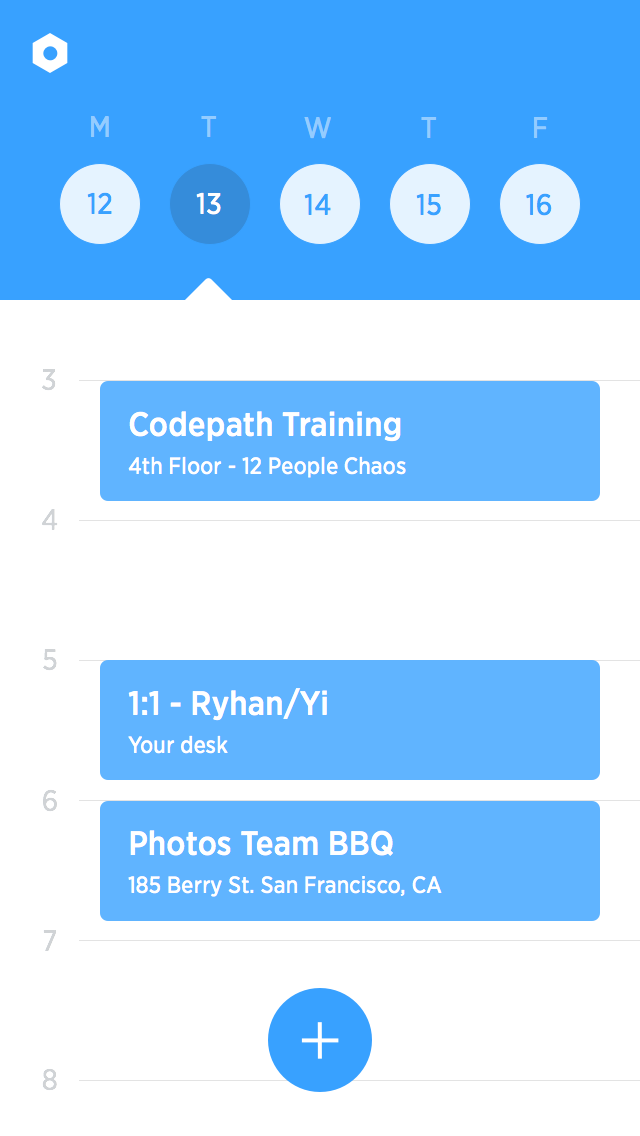 M T W T F
12 13 14 15 16
3
Codepath Training
4th Floor - 12 People Chaos
4
5
1:1 - Ryhan/Yi
Your desk
6
Photos Team BBQ
185 Berry St. San Francisco, CA
7
8